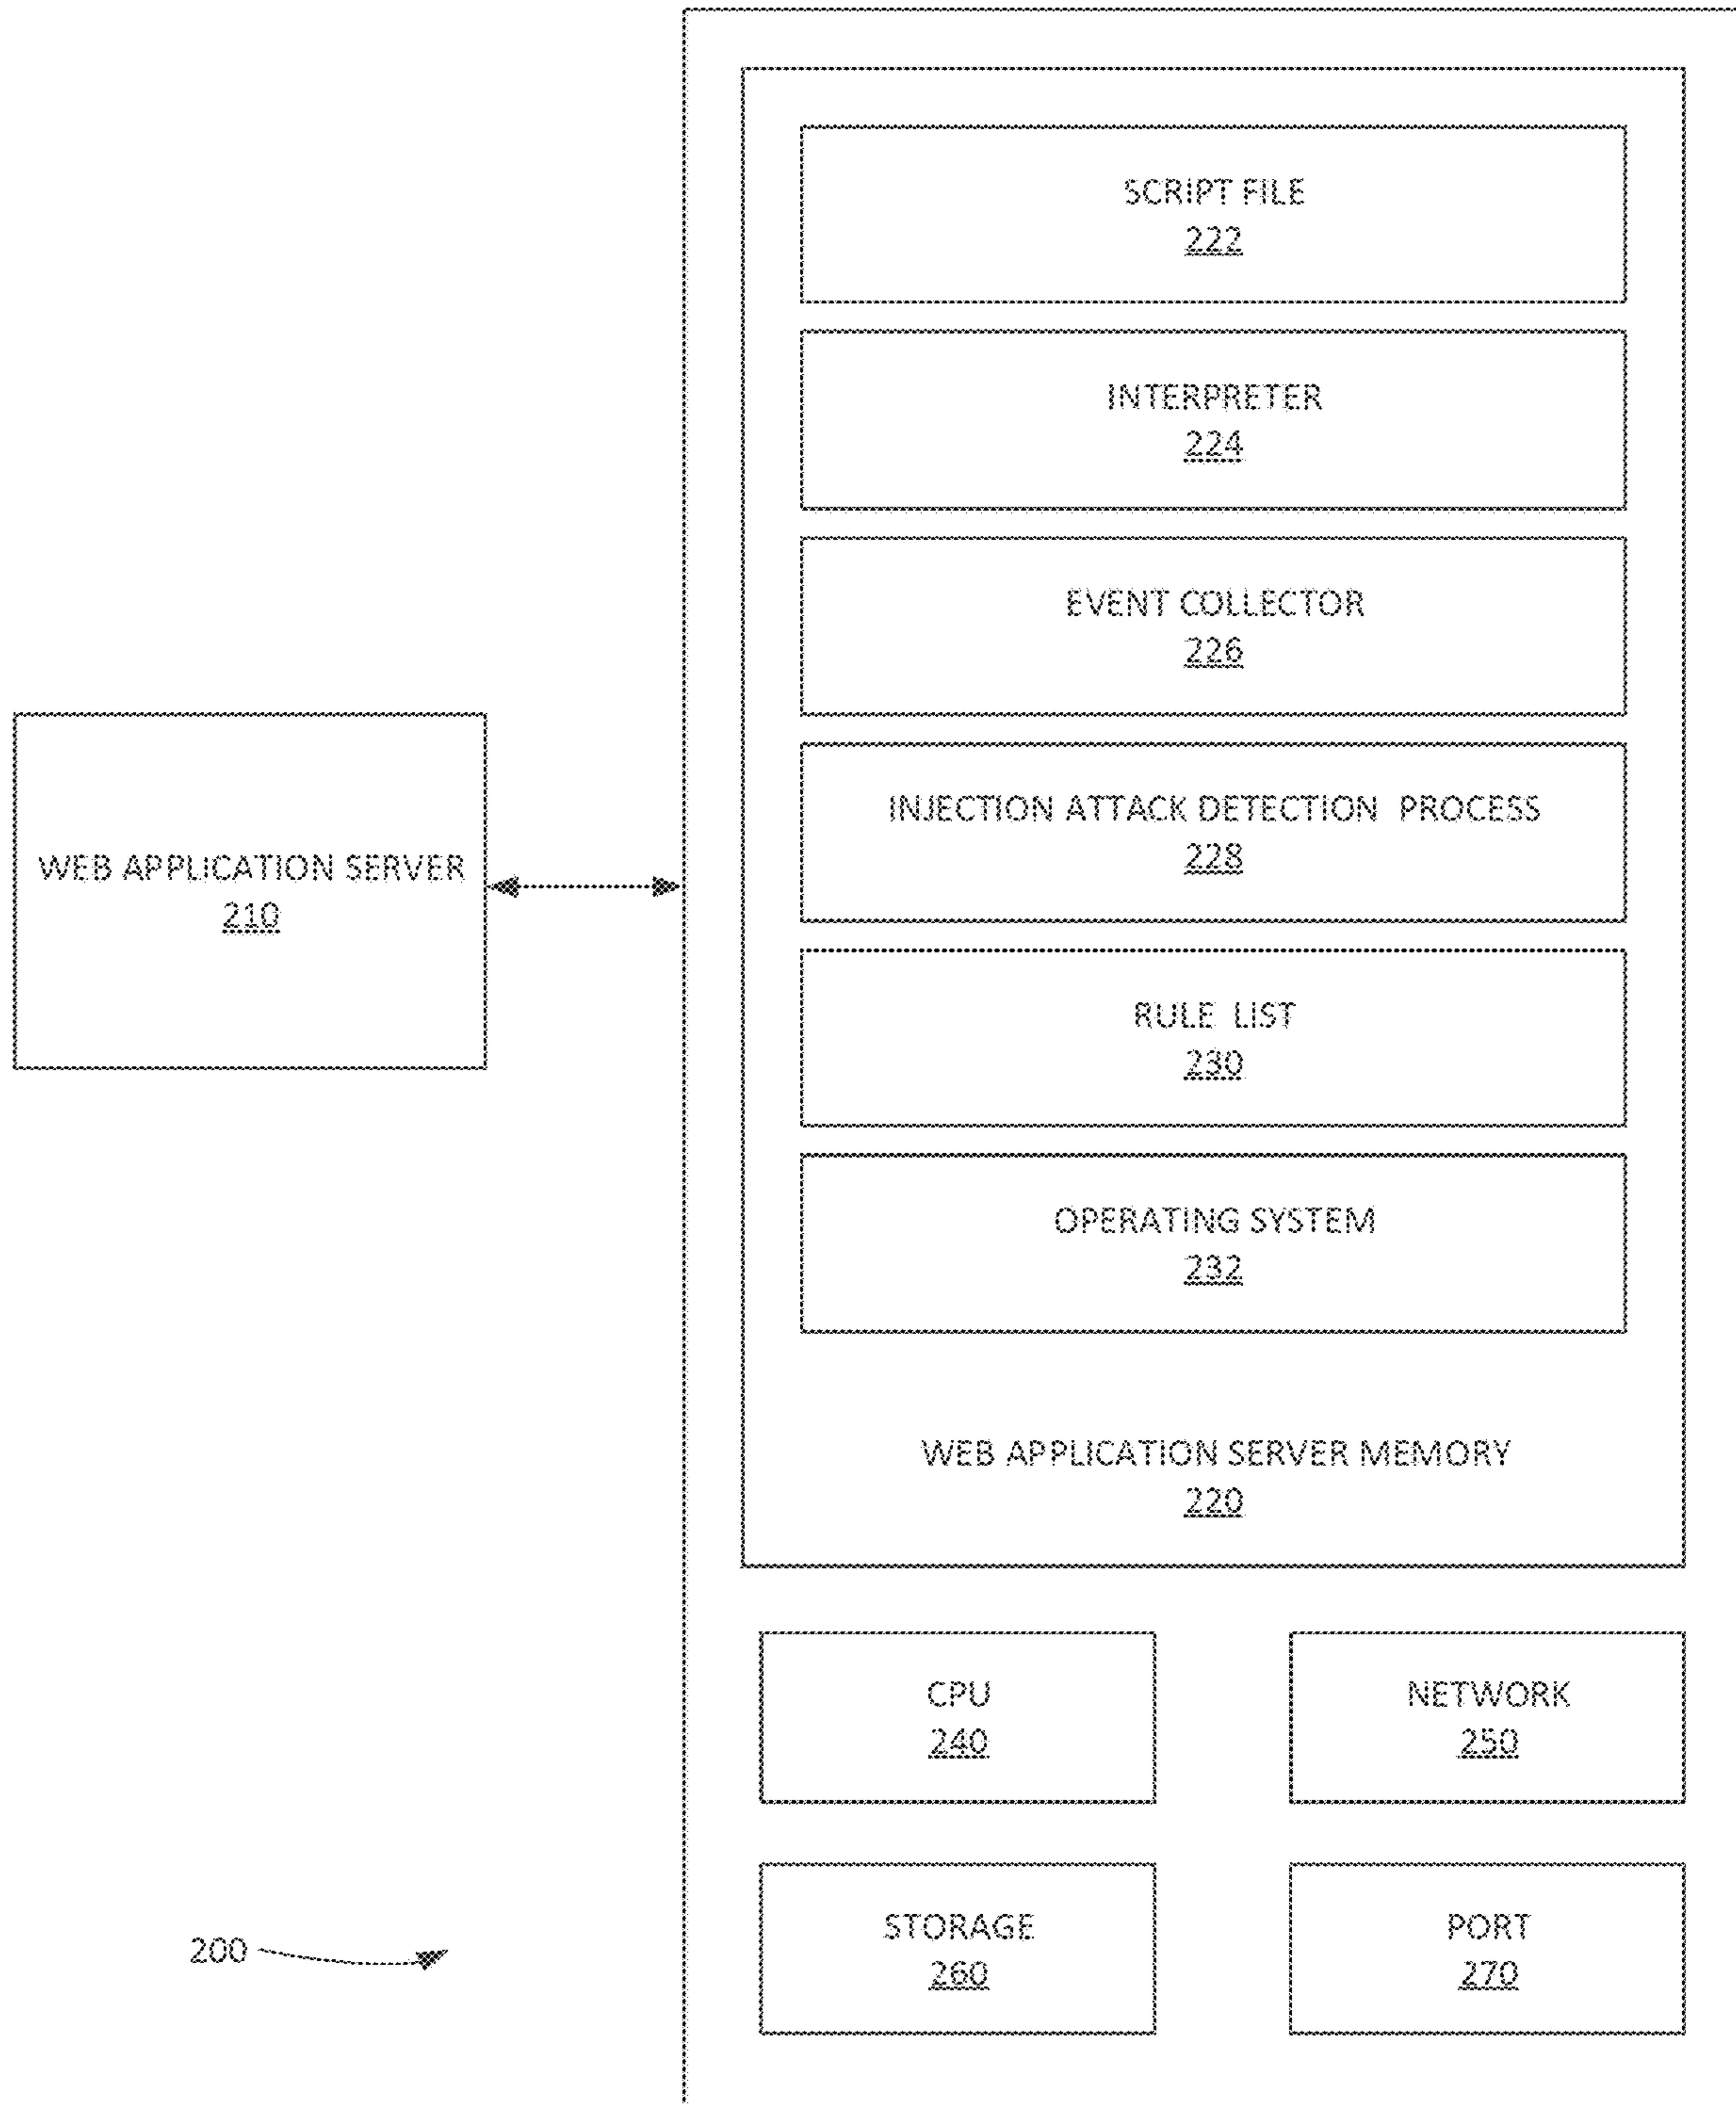 SCRIPT FILE
222
INTERPRETER
224
EVENT COLLECTOR
226
INJECTION ATTACK DETECTION PROCESS
228
WEB APPLICATION SERVER
210
RULE LIST
230
OPERATING SYSTEM
232
WEB APPLICATION SERVER MEMORY
220
CPU
240
NETWORK
250
STORAGE
260
PORT
270
200